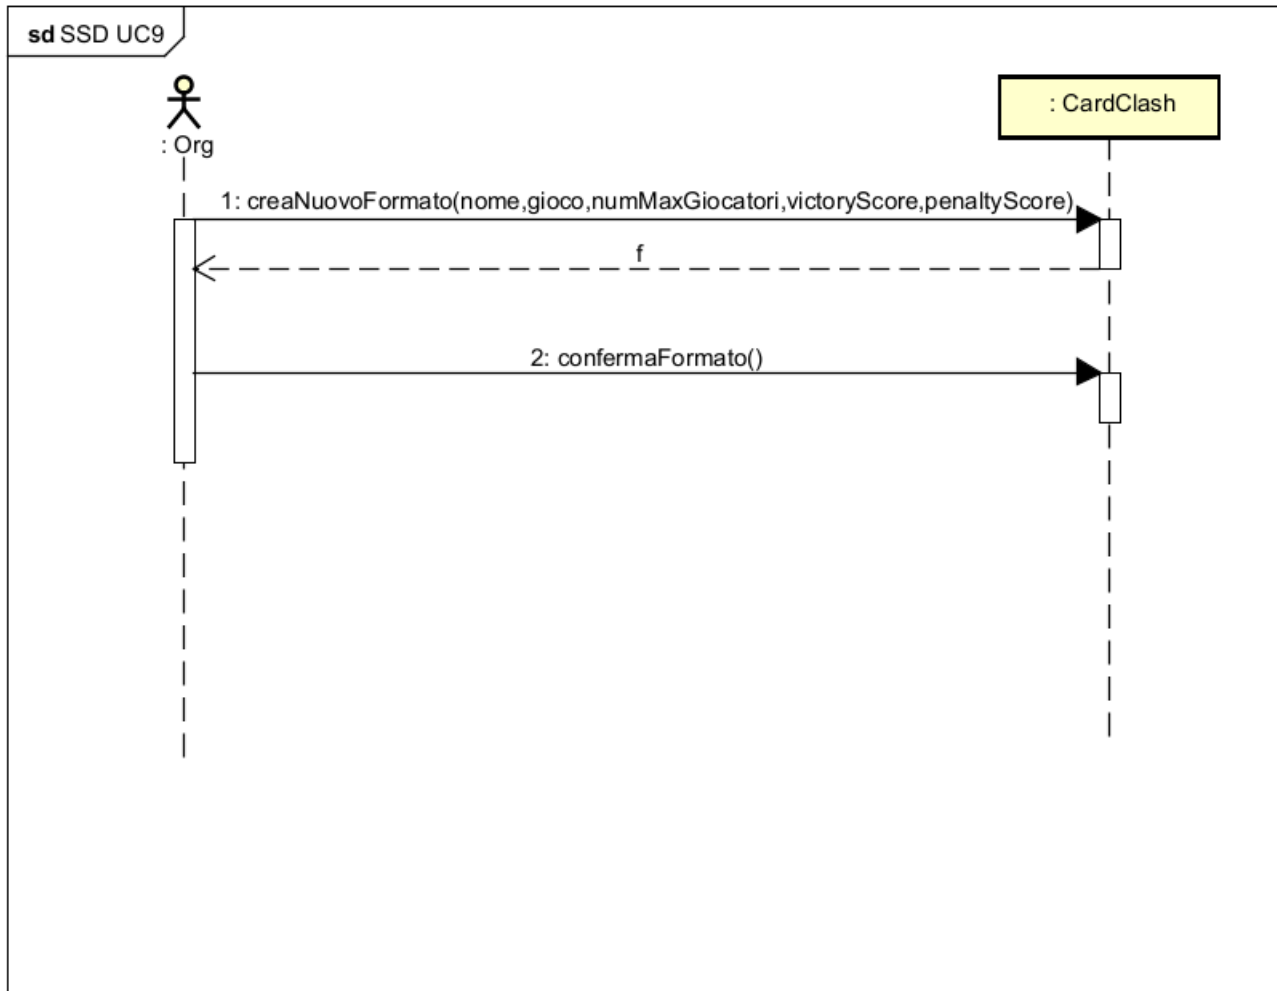 sd SSD UC9
: Org
: CardClash
1: creaNuovoFormato(nome,gioco,numMaxGiocatori,victoryScore,penaltyScore)
f
2: confermaFormato()